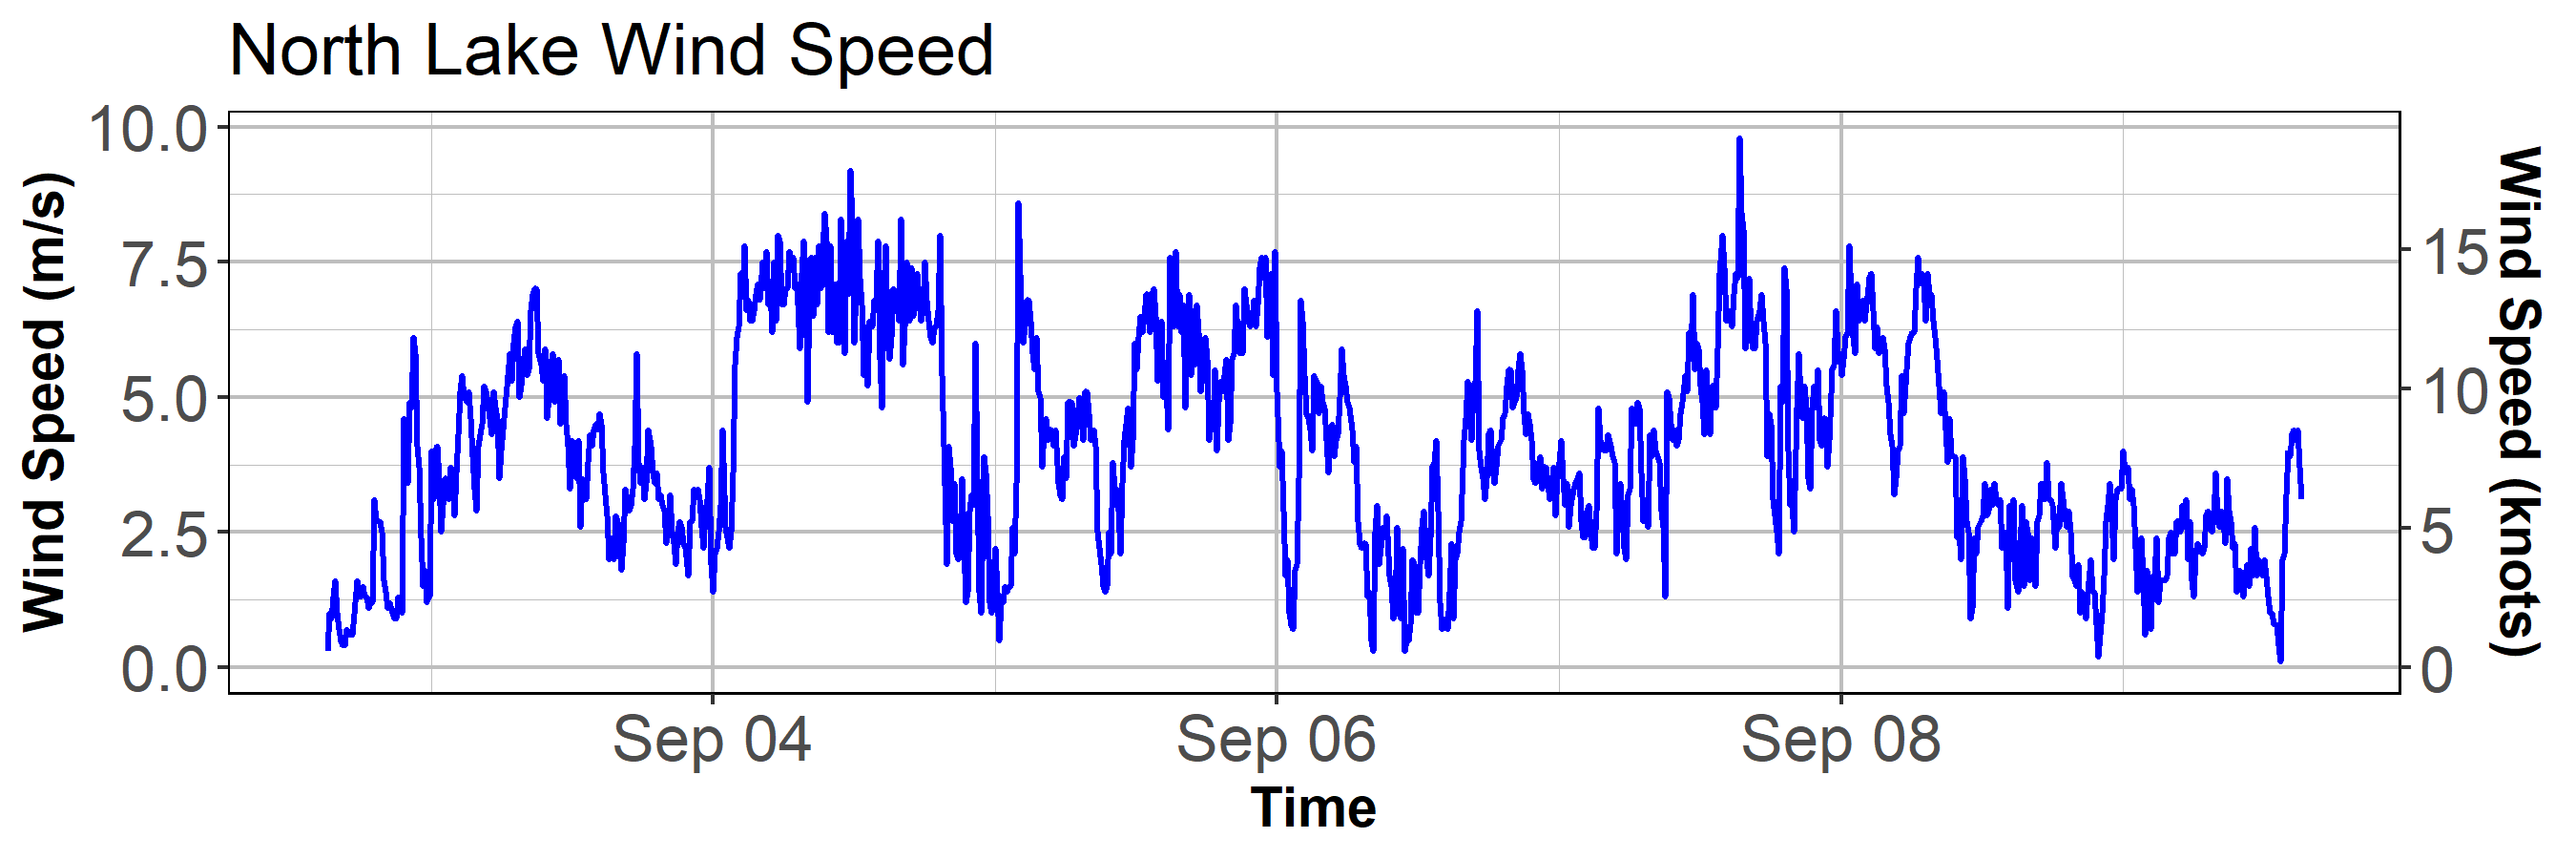 North Lake Wind Speed
Wind Speed (m/s)
10.0
7.5
5.0
2.5
0.0
Wind Speed (knots)
15
10
5
0
Sep 04 Sep 06 Sep 08
Time